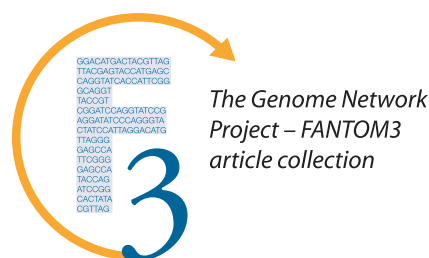 GGACATGACTACGTTAG
TTACGAGTACCATGAGC
CAGGTATCACCATTCGG
GCAGGT
TACCGT
CGGATCCAGGTATCCG
AGGATATCCCAGGGTA
CTATCCATTAGGACATG
TTAGGG
GAGCCA
TTCGGG
GAGCCA
TACCAG
ATCCGG
CACTATA
CGTTAG
3
The Genome Network
Project – FANTOM3
article collection